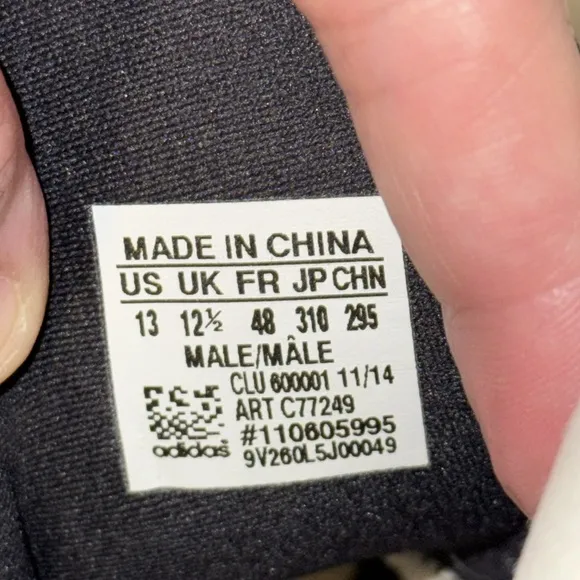 MADE IN CHINA
US UK FR JP CHN
13 12½ 48 310 295
MALE/MÂLE
CLU 600001 11/14
ART C77249
#110605995
adidas 9V260L5J00049